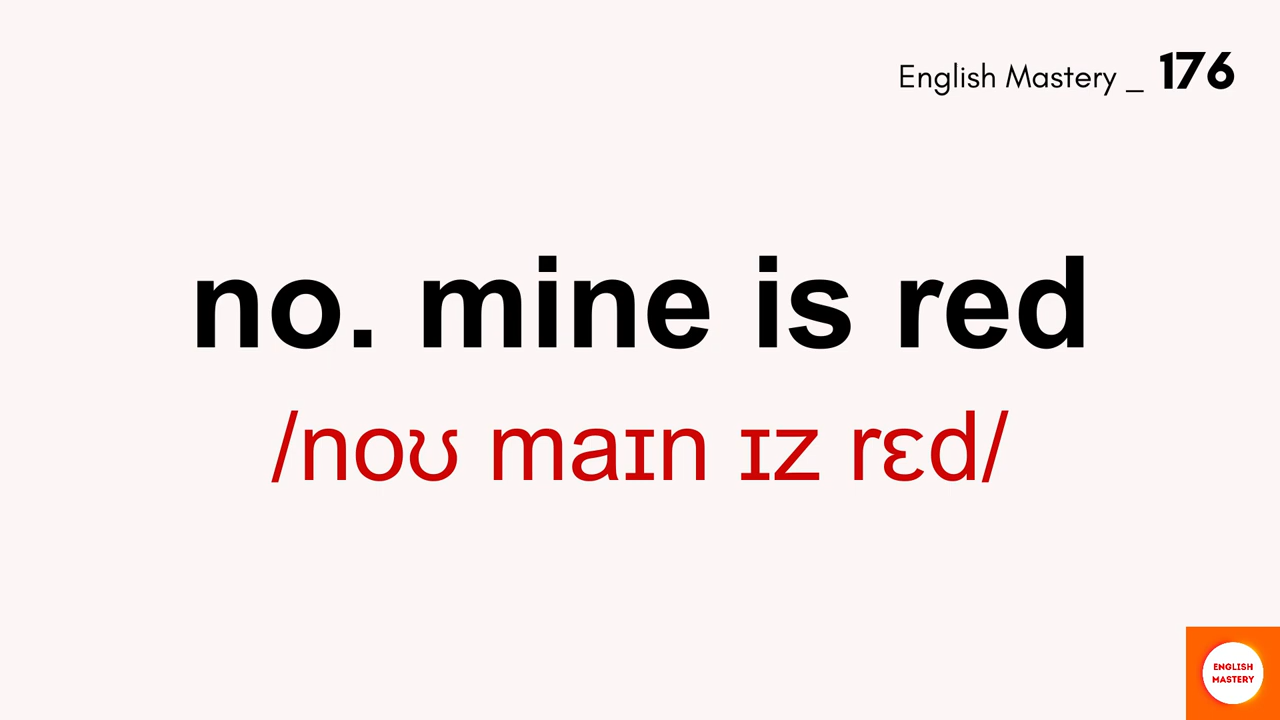 English Mastery _ 176
no. mine is red
/noʊ maɪn ɪz rɛd/
ENGLISH
MASTERY